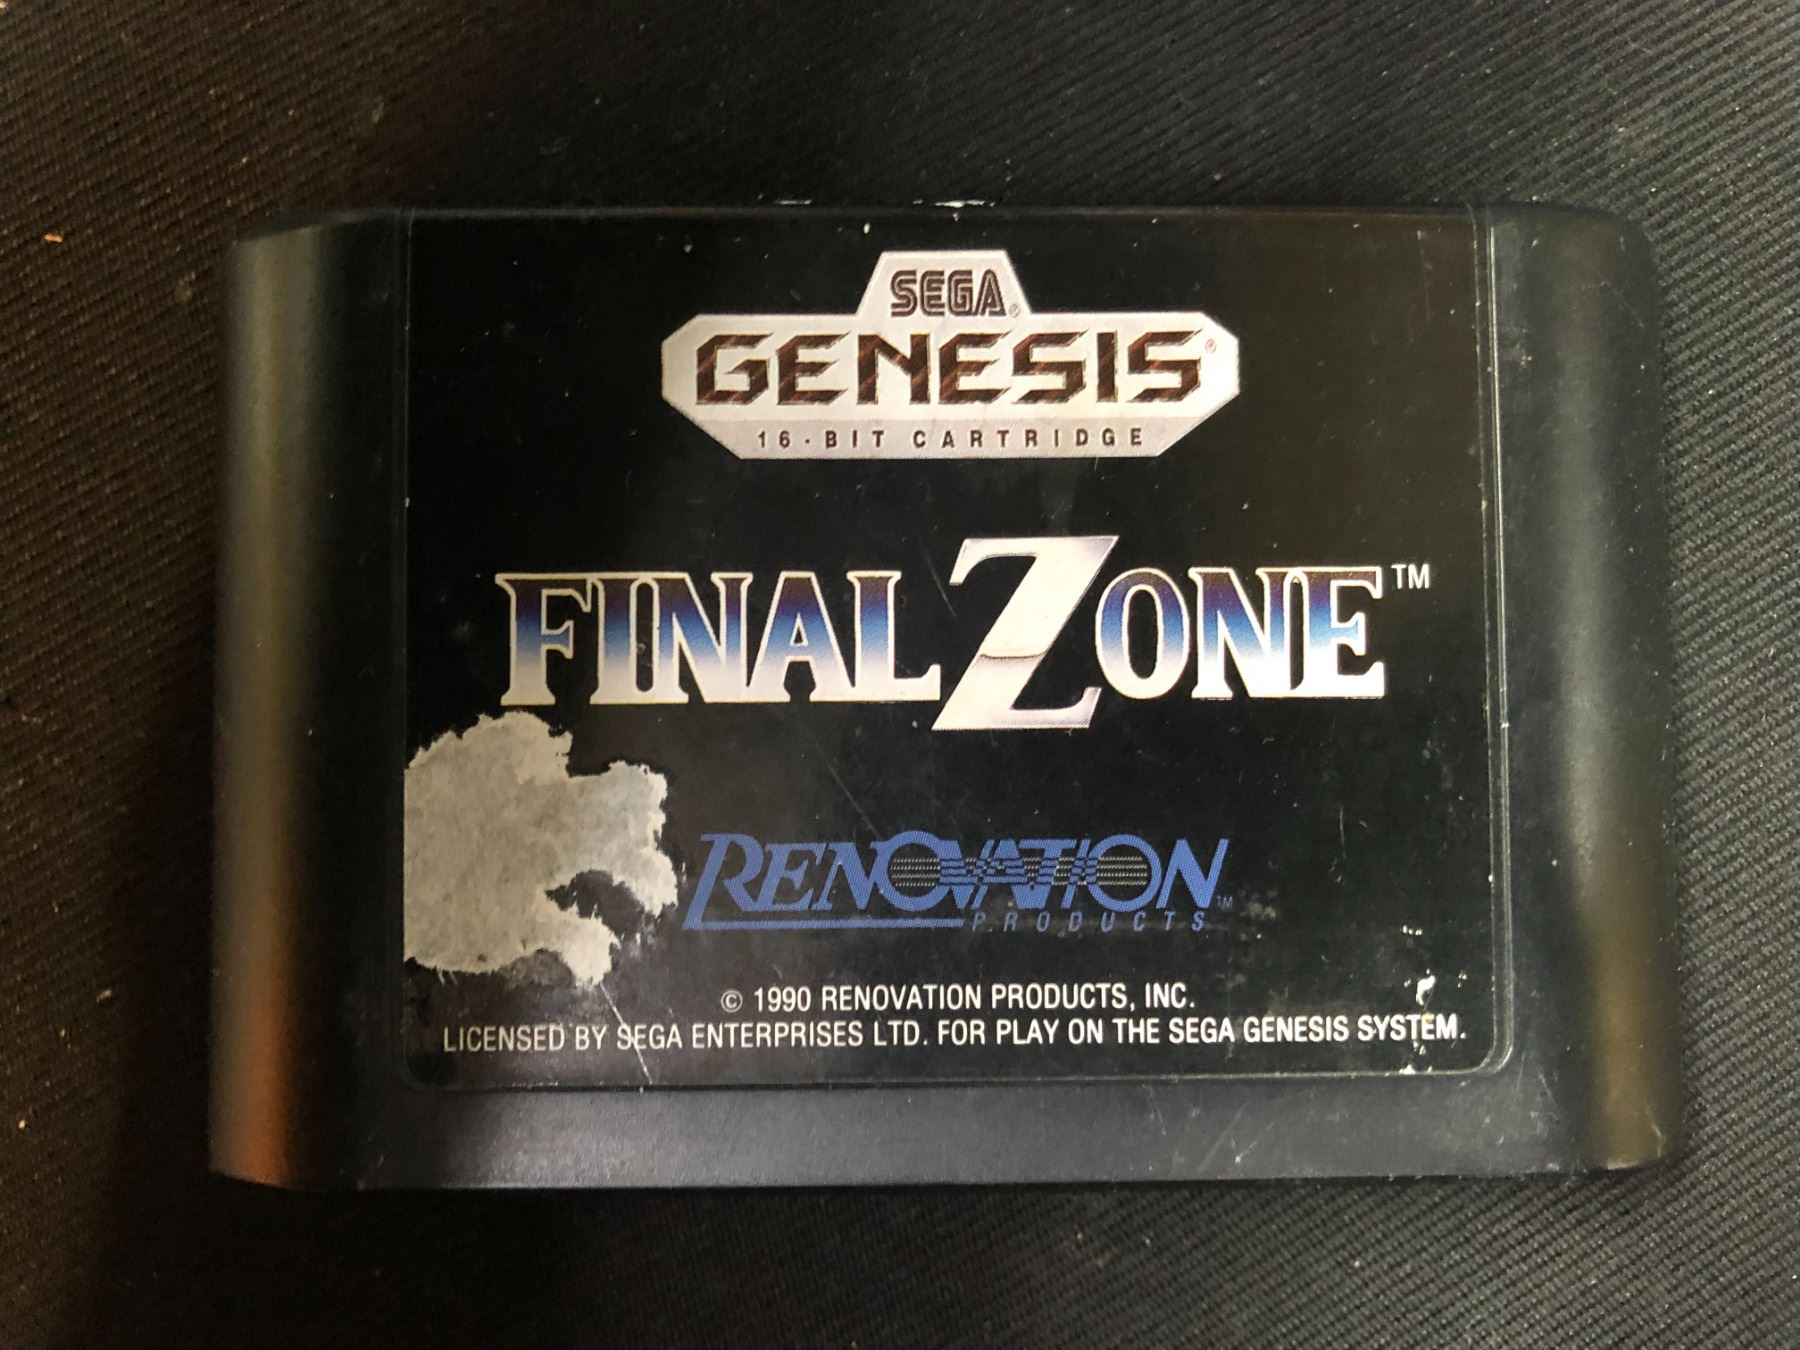 SEGA®
GENESIS®
16-BIT CARTRIDGE
FINAL ZONE™
RENOVATION™
PRODUCTS
© 1990 RENOVATION PRODUCTS, INC.
LICENSED BY SEGA ENTERPRISES LTD. FOR PLAY ON THE SEGA GENESIS SYSTEM.